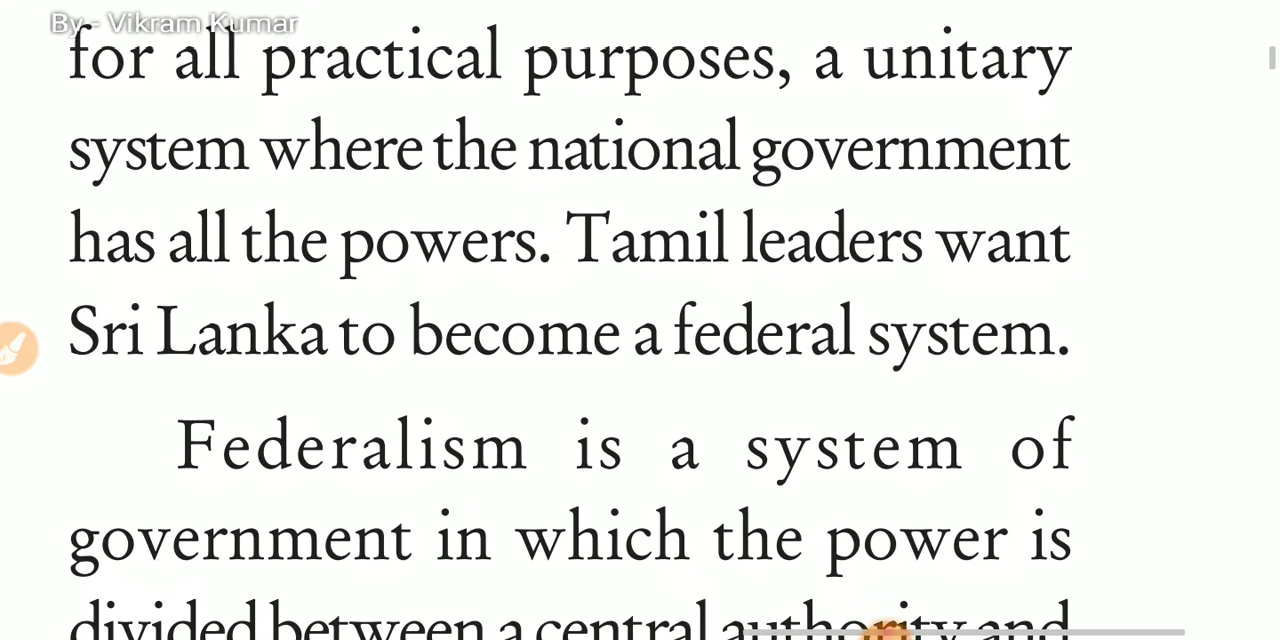 By - Vikram Kumar
for all practical purposes, a unitary
system where the national government
has all the powers. Tamil leaders want
Sri Lanka to become a federal system.
Federalism is a system of
government in which the power is
divided between a central authority and